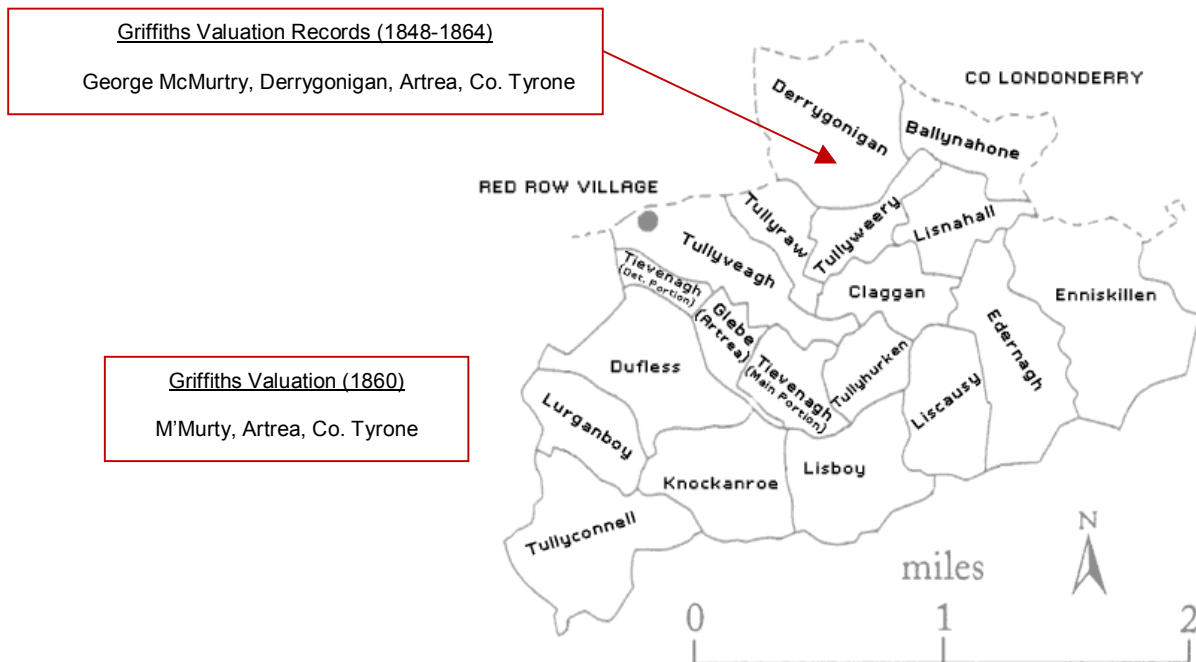 Griffiths Valuation Records (1848-1864)
George McMurtry, Derrygonigan, Artrea, Co. Tyrone
CO LONDONDERRY
Derrygonigan
Ballynahone
RED ROW VILLAGE
Tullyraw
Tullyweery
Lisnahall
Tullyveagh
Tievenagh
(Det. Portion)
Claggan
Enniskillen
Glebe
(Artrea)
Edernagh
Dufless
Tievenagh
(Main Portion)
Tullyhurken
Liscausy
Griffiths Valuation (1860)
M'Murty, Artrea, Co. Tyrone
Lurganboy
Knockanroe
Lisboy
Tullyconnell
N
miles
0
1
2